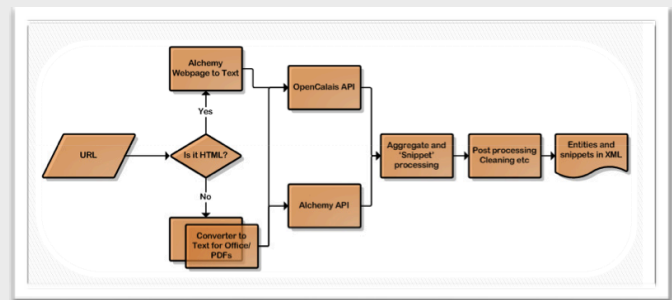 Alchemy
Webpage to Text
OpenCalais API
Yes
URL
Is it HTML?
Aggregate and
'Snippet'
processing
Post processing
Cleaning etc
Entities and
snippets in XML
No
Alchemy API
Converter to
Text for Office/
PDFs